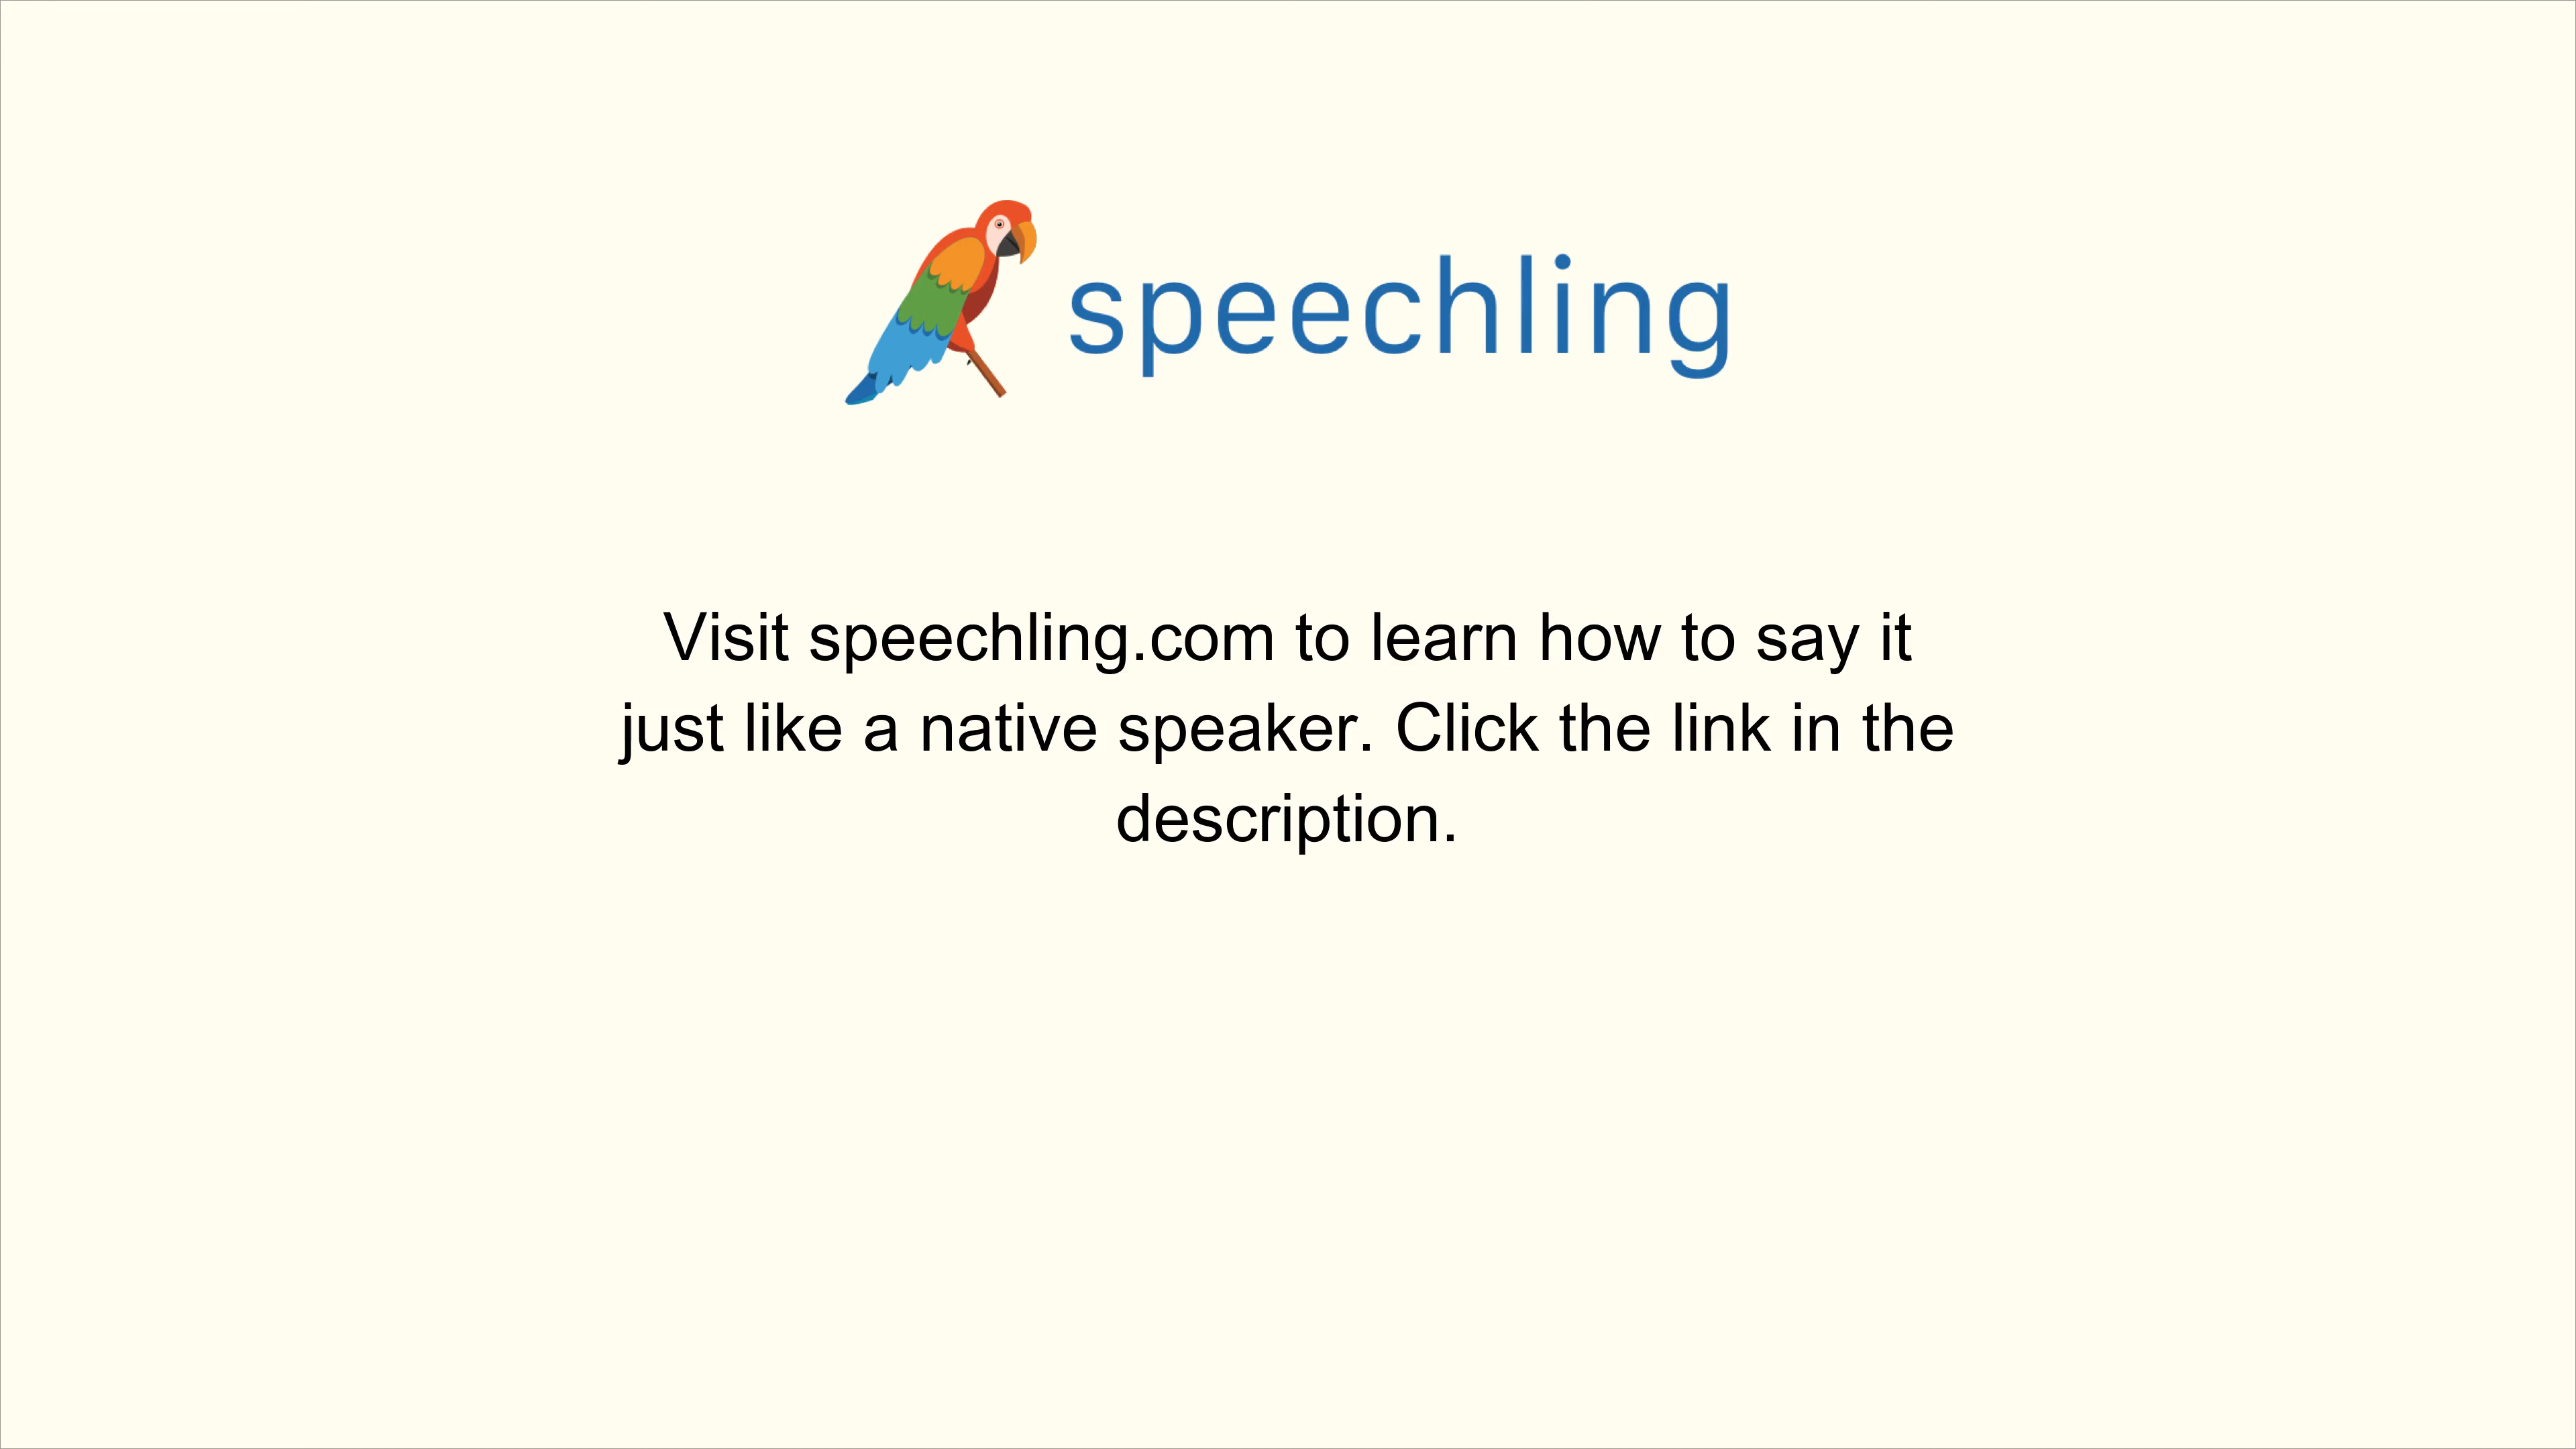 speechling
Visit speechling.com to learn how to say it
just like a native speaker. Click the link in the
description.